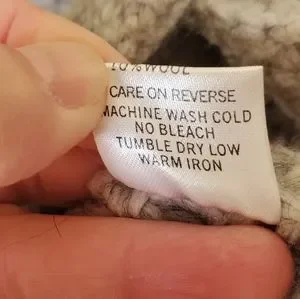 10% WOOL
CARE ON REVERSE
MACHINE WASH COLD
NO BLEACH
TUMBLE DRY LOW
WARM IRON